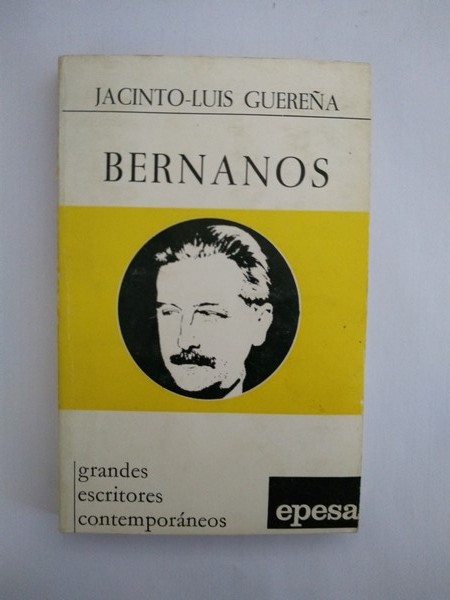 JACINTO-LUIS GUEREÑA
BERNANOS
grandes
escritores
contemporáneos
epesa